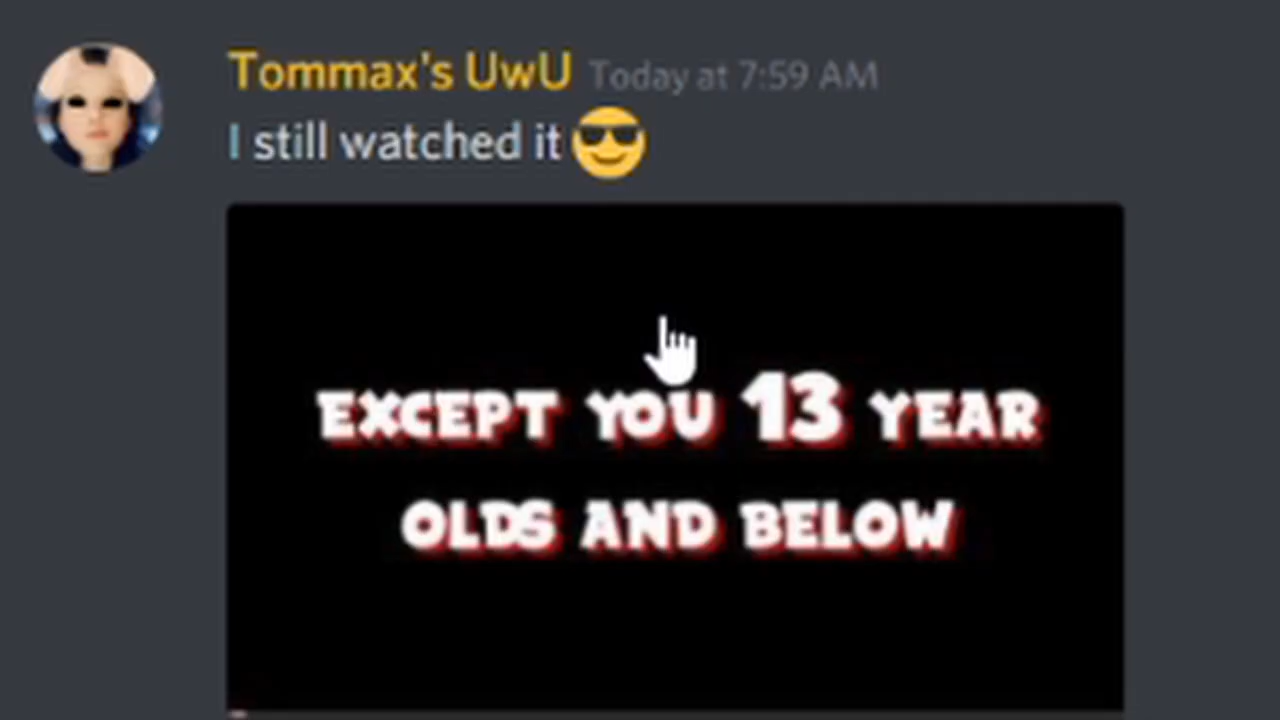 Tommax's UwU Today at 7:59 AM
I still watched it 😎
EXCEPT YOU 13 YEAR
OLDS AND BELOW